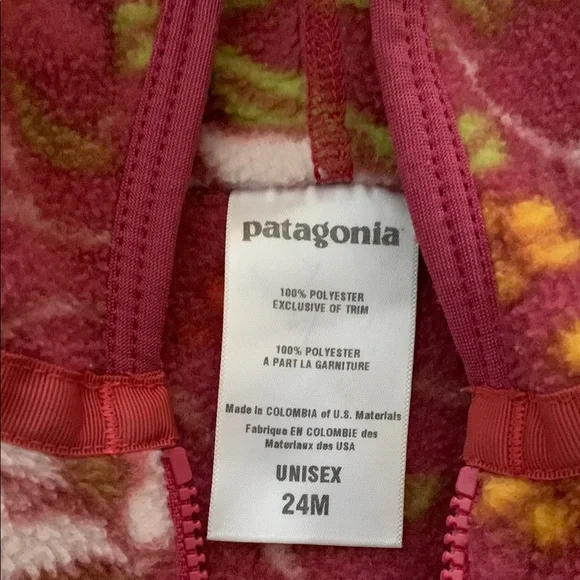 patagonia
100% POLYESTER
EXCLUSIVE OF TRIM
100% POLYESTER
A PART LA GARNITURE
Made in COLOMBIA of U.S. Materials
Fabrique EN COLOMBIE des
Materiaux des USA
UNISEX
24M